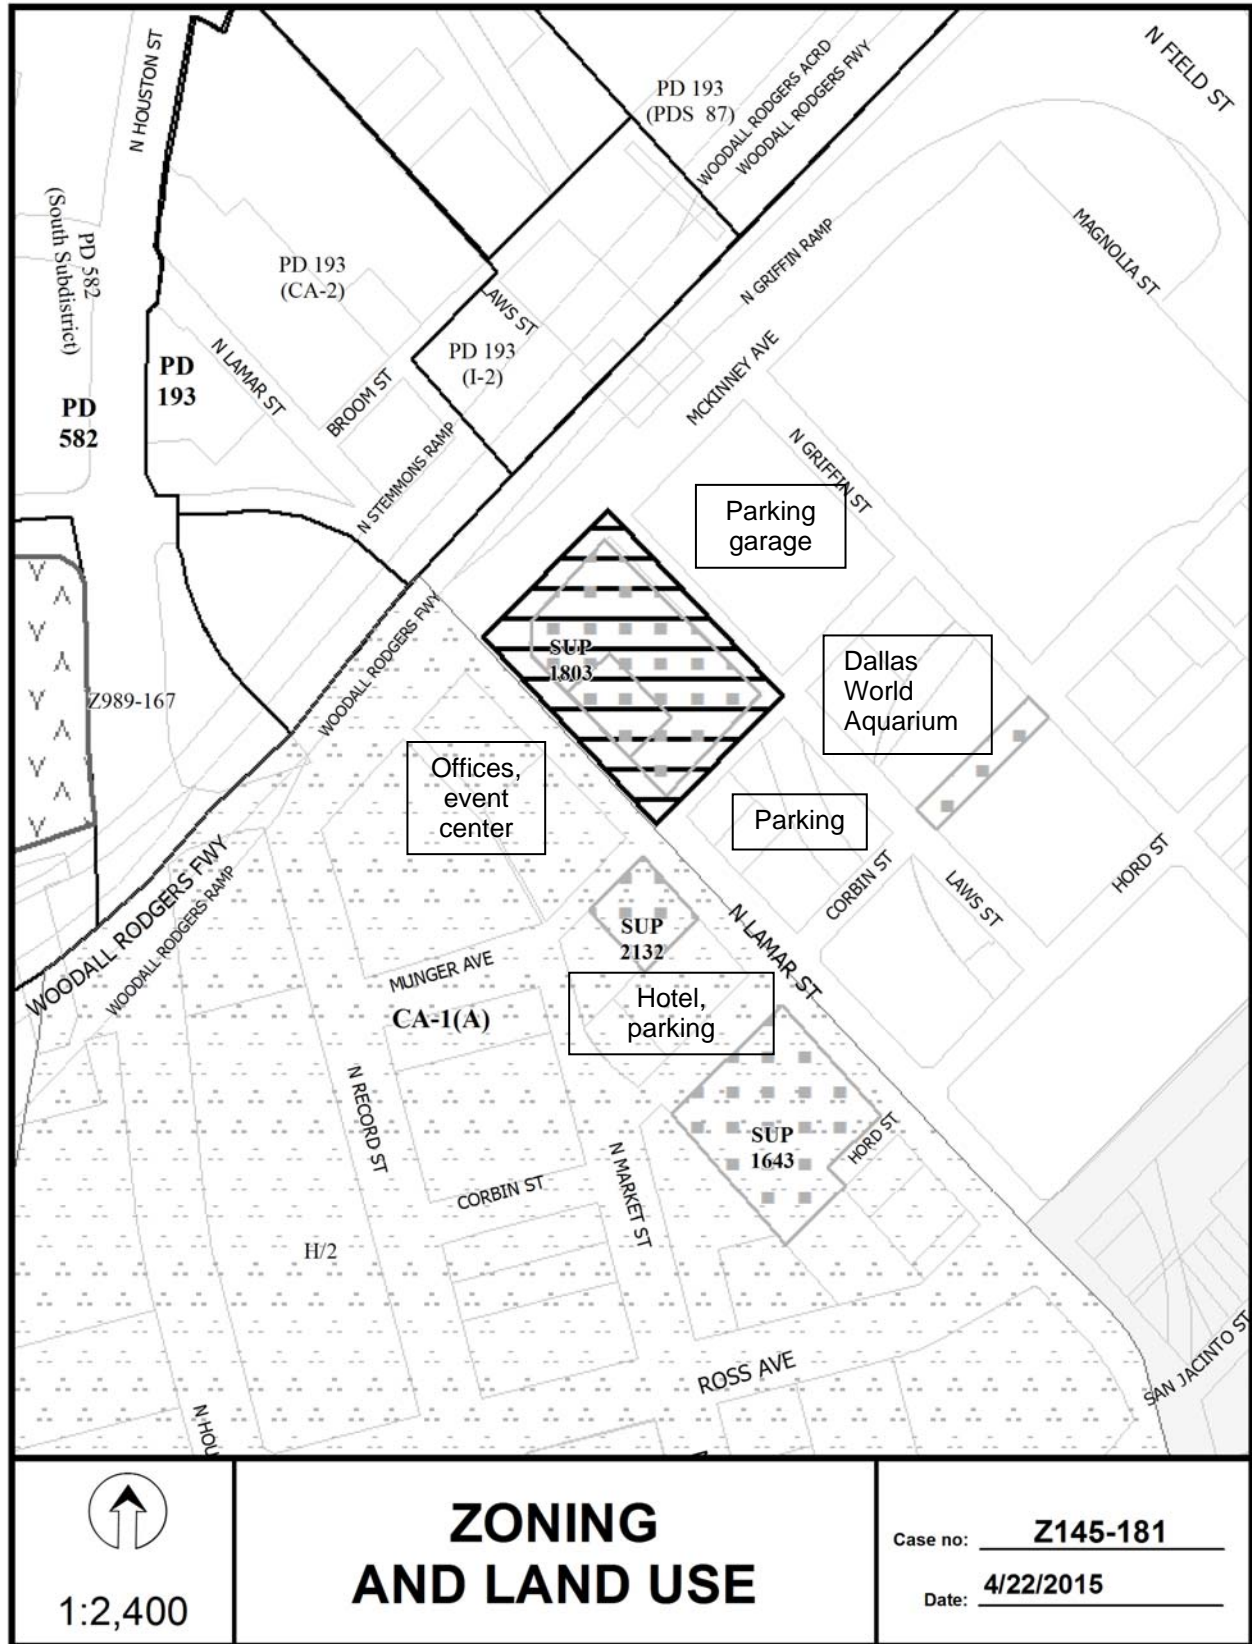 N HOUSTON ST
PD 193
(PDS 87)
WOODALL RODGERS ACRD
WOODALL RODGERS FWY
N FIELD ST
PD 582
(South Subdistrict)
PD 193
(CA-2)
LAWS ST
N GRIFFIN RAMP
MAGNOLIA ST
PD
193
PD
582
N LAMAR ST
BROOM ST
PD 193
(I-2)
MCKINNEY AVE
N STEMMONS RAMP
N GRIFFIN ST
Parking
garage
SUP
1803
Dallas
World
Aquarium
Z989-167
WOODALL RODGERS FWY
Offices,
event
center
Parking
WOODALL RODGERS FWY
WOODALL RODGERS RAMP
CORBIN ST
LAWS ST
HORD ST
SUP
2132
N LAMAR ST
MUNGER AVE
CA-1(A)
Hotel,
parking
N RECORD ST
N MARKET ST
SUP
1643
HORD ST
CORBIN ST
H/2
ROSS AVE
SAN JACINTO ST
N HOU
1:2,400
ZONING
AND LAND USE
Case no: Z145-181
Date: 4/22/2015